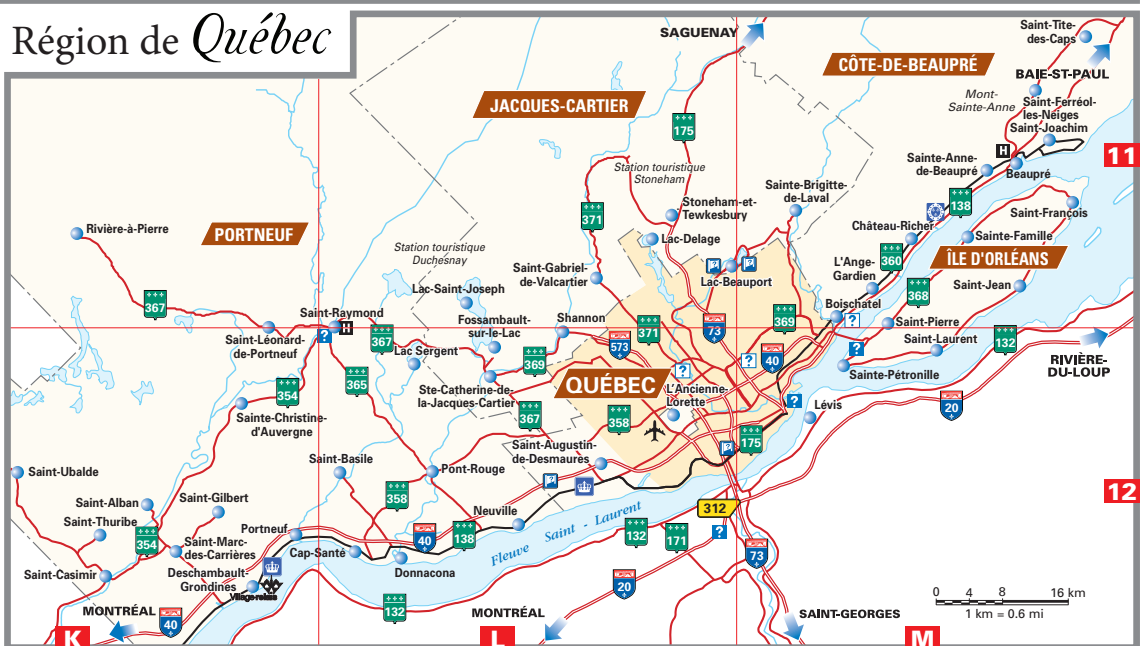 Région de Québec
SAGUENAY
Saint-Tite-
des-Caps
CÔTE-DE-BEAUPRÉ
BAIE-ST-PAUL
JACQUES-CARTIER
Mont-
Sainte-Anne
Saint-Ferréol-
les-Neiges
Saint-Joachim
175
H
11
Sainte-Anne-
de-Beaupré
Beaupré
Station touristique
Stoneham
Sainte-Brigitte-
de-Laval
138
Saint-François
371
Stoneham-et-
Tewkesbury
Château-Richer
Sainte-Famille
Rivière-à-Pierre
PORTNEUF
Lac-Delage
Station touristique
Duchesnay
360
ÎLE D'ORLÉANS
L'Ange-
Gardien
Saint-Gabriel-
de-Valcartier
?
?
Lac-Beauport
Lac-Saint-Joseph
368
Saint-Jean
367
Boischatel
Saint-Raymond
H
Fossambault-
sur-le-Lac
Shannon
371
73
369
?
Saint-Pierre
?
367
573
Saint-Léonard-
de-Portneuf
Lac Sergent
Saint-Laurent
132
?
369
?
?
40
RIVIÈRE-
DU-LOUP
Sainte-Pétronille
354
365
Ste-Catherine-de-
la-Jacques-Cartier
QUÉBEC
L'Ancienne-
Lorette
?
Lévis
20
Sainte-Christine-
d'Auvergne
367
358
175
Saint-Augustin-
de-Desmaures
?
Saint-Ubalde
Saint-Basile
Pont-Rouge
?
12
Saint-Alban
Saint-Gilbert
358
Neuville
312
Saint-Thuribe
Fleuve Saint - Laurent
354
Portneuf
40
138
132
171
?
Saint-Marc-
des-Carrières
Cap-Santé
73
Saint-Casimir
Deschambault-
Grondines
Donnacona
20
Village-relais
0 4 8 16 km
1 km = 0.6 mi
MONTRÉAL
40
132
MONTRÉAL
SAINT-GEORGES
K
L
M